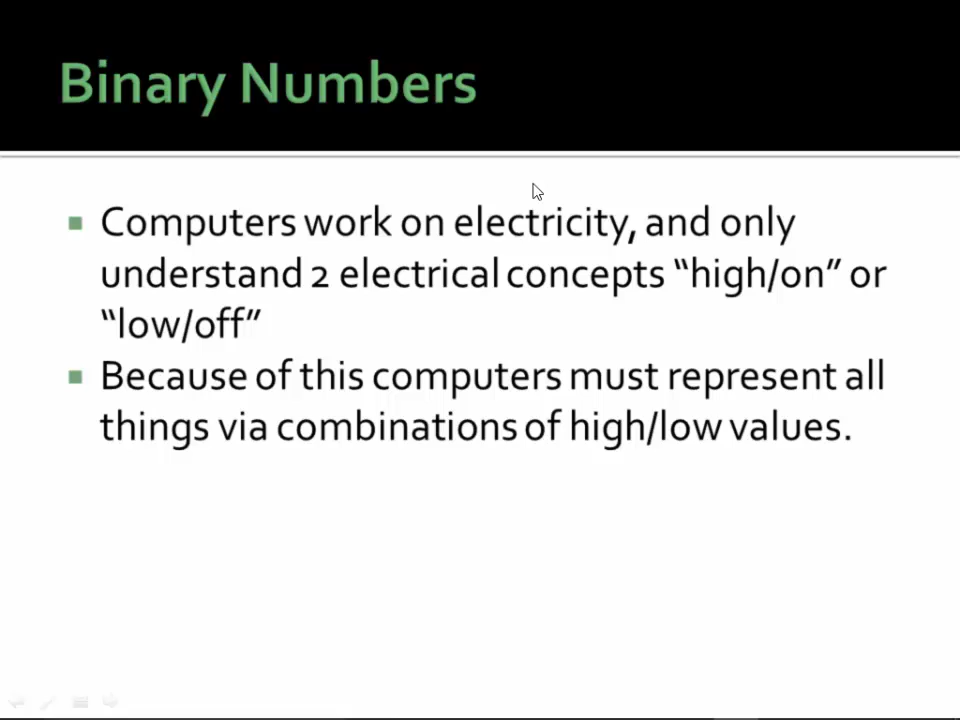 Binary Numbers
Computers work on electricity, and only
understand 2 electrical concepts “high/on” or
“low/off”
Because of this computers must represent all
things via combinations of high/low values.